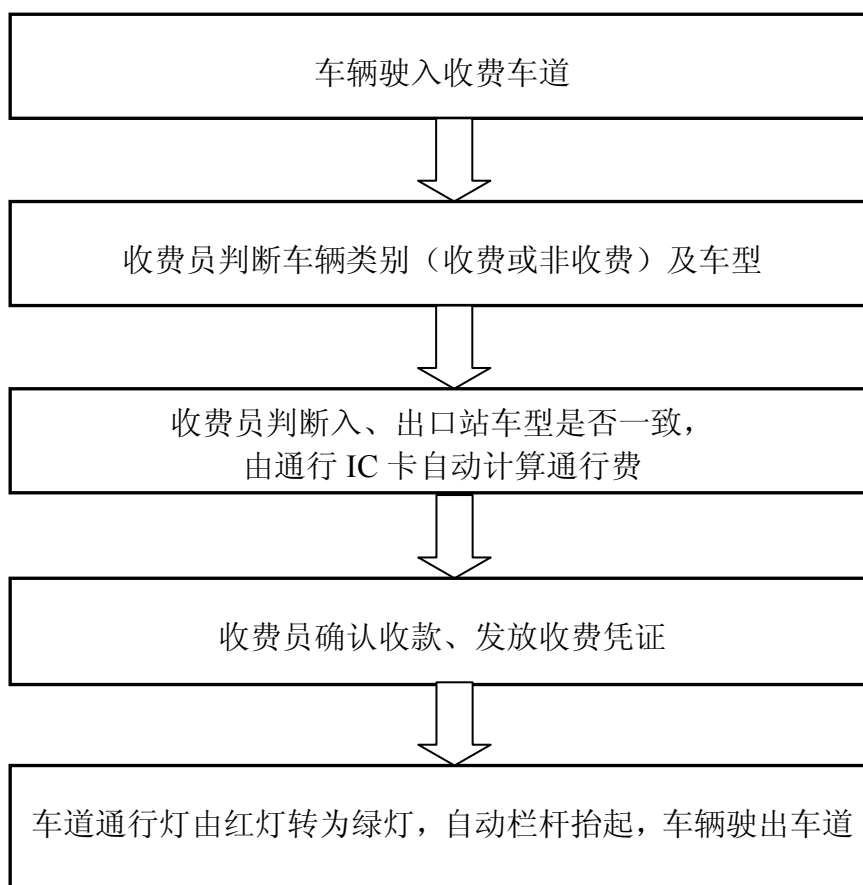 车辆驶入收费车道
收费员判断车辆类别（收费或非收费）及车型
收费员判断入、出口站车型是否一致，
由通行 IC 卡自动计算通行费
收费员确认收款、发放收费凭证
车道通行灯由红灯转为绿灯，自动栏杆抬起，车辆驶出车道